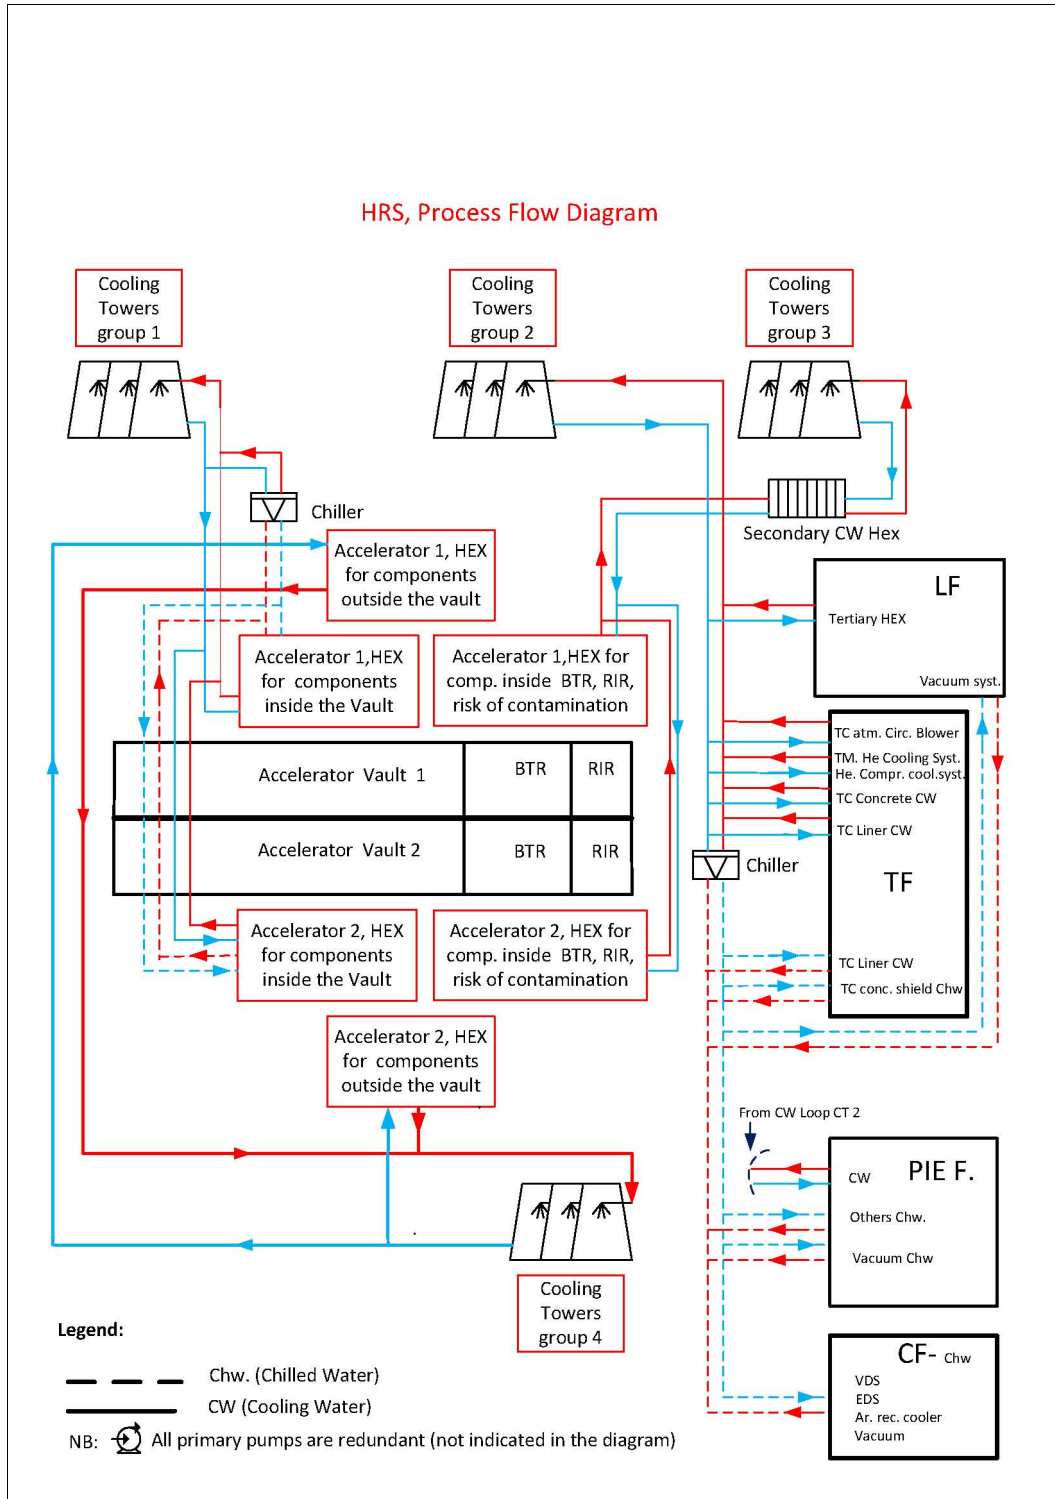 HRS, Process Flow Diagram
Cooling
Towers
group 1
Cooling
Towers
group 2
Cooling
Towers
group 3
Chiller
Secondary CW Hex
Accelerator 1, HEX
for components
outside the vault
Accelerator 1,HEX
for components
inside the Vault
Accelerator 1,HEX for
comp. inside BTR, RIR,
risk of contamination
LF
Tertiary HEX
Vacuum syst.
TC atm. Circ. Blower
TM. He Cooling Syst.
He. Compr. cool.syst.
TC Concrete CW
TC Liner CW
TF
TC Liner CW
TC conc. shield Chw
Accelerator Vault 1
BTR
RIR
Accelerator Vault 2
BTR
RIR
Chiller
Accelerator 2, HEX
for components
inside the Vault
Accelerator 2, HEX for
comp. inside BTR, RIR,
risk of contamination
Accelerator 2, HEX
for components
outside the vault
From CW Loop CT 2
PIE F.
CW
Others Chw.
Vacuum Chw
Cooling
Towers
group 4
CF- Chw
VDS
EDS
Ar. rec. cooler
Vacuum
Legend:
Chw. (Chilled Water)
CW (Cooling Water)
NB: All primary pumps are redundant (not indicated in the diagram)